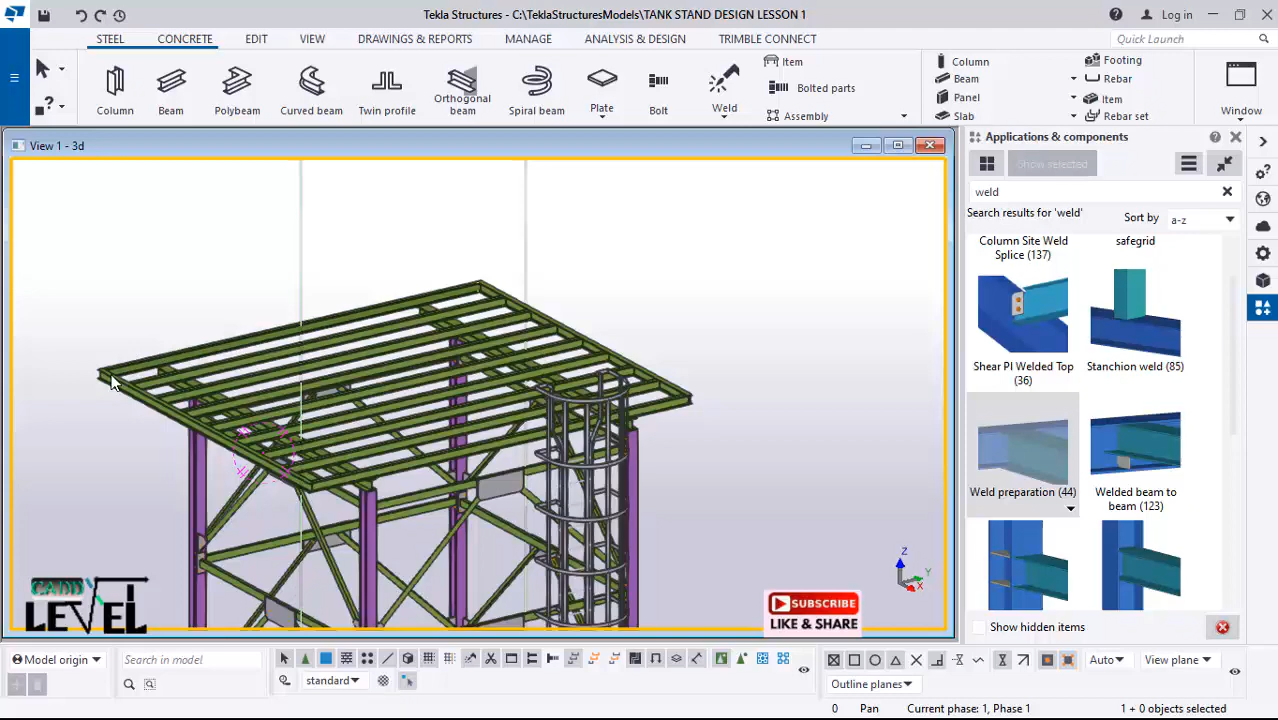 Tekla Structures - C:\TeklaStructuresModels\TANK STAND DESIGN LESSON 1
Log in
STEEL CONCRETE EDIT VIEW DRAWINGS & REPORTS MANAGE ANALYSIS & DESIGN TRIMBLE CONNECT
Quick Launch
Column
Beam
Polybeam
Curved beam
Twin profile
Orthogonal
beam
Spiral beam
Plate
Bolt
Weld
Item
Bolted parts
Assembly
Column
Beam
Panel
Slab
Footing
Rebar
Item
Rebar set
Window
View 1 - 3d
Applications & components
Show selected
weld
Search results for 'weld'
Sort by
a-z
Column Site Weld
Splice (137)
safegrid
Shear Pl Welded Top
(36)
Stanchion weld (85)
Weld preparation (44)
Welded beam to
beam (123)
Show hidden items
Z
Y
X
CADD
LEVEL
SUBSCRIBE
LIKE & SHARE
Model origin
Search in model
standard
Auto
View plane
Outline planes
0 Pan Current phase: 1, Phase 1 1 + 0 objects selected